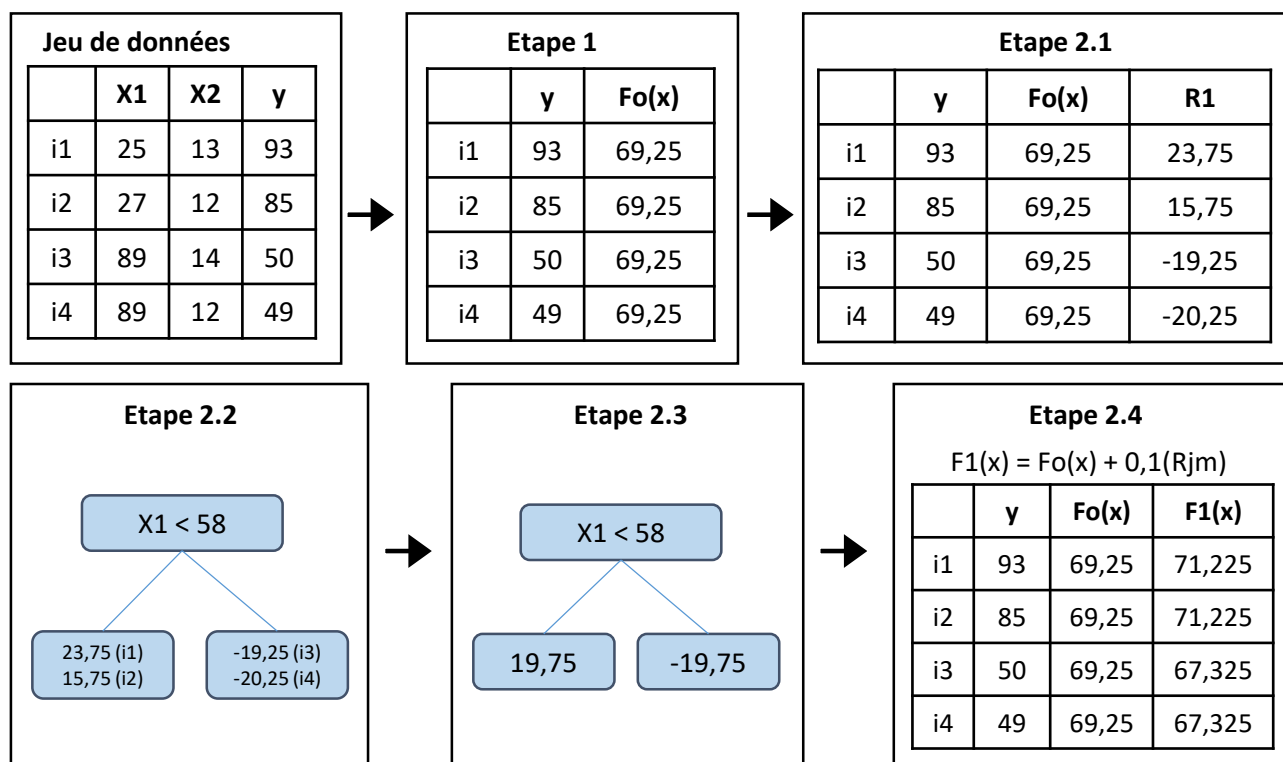 Jeu de données
X1 X2 y
i1 25 13 93
i2 27 12 85
i3 89 14 50
i4 89 12 49
Etape 1
y Fo(x)
i1 93 69,25
i2 85 69,25
i3 50 69,25
i4 49 69,25
Etape 2.1
y Fo(x) R1
i1 93 69,25 23,75
i2 85 69,25 15,75
i3 50 69,25 -19,25
i4 49 69,25 -20,25
Etape 2.2
X1 < 58
23,75 (i1)
15,75 (i2)
-19,25 (i3)
-20,25 (i4)
Etape 2.3
X1 < 58
19,75
-19,75
Etape 2.4
F1(x) = Fo(x) + 0,1(Rjm)
y Fo(x) F1(x)
i1 93 69,25 71,225
i2 85 69,25 71,225
i3 50 69,25 67,325
i4 49 69,25 67,325